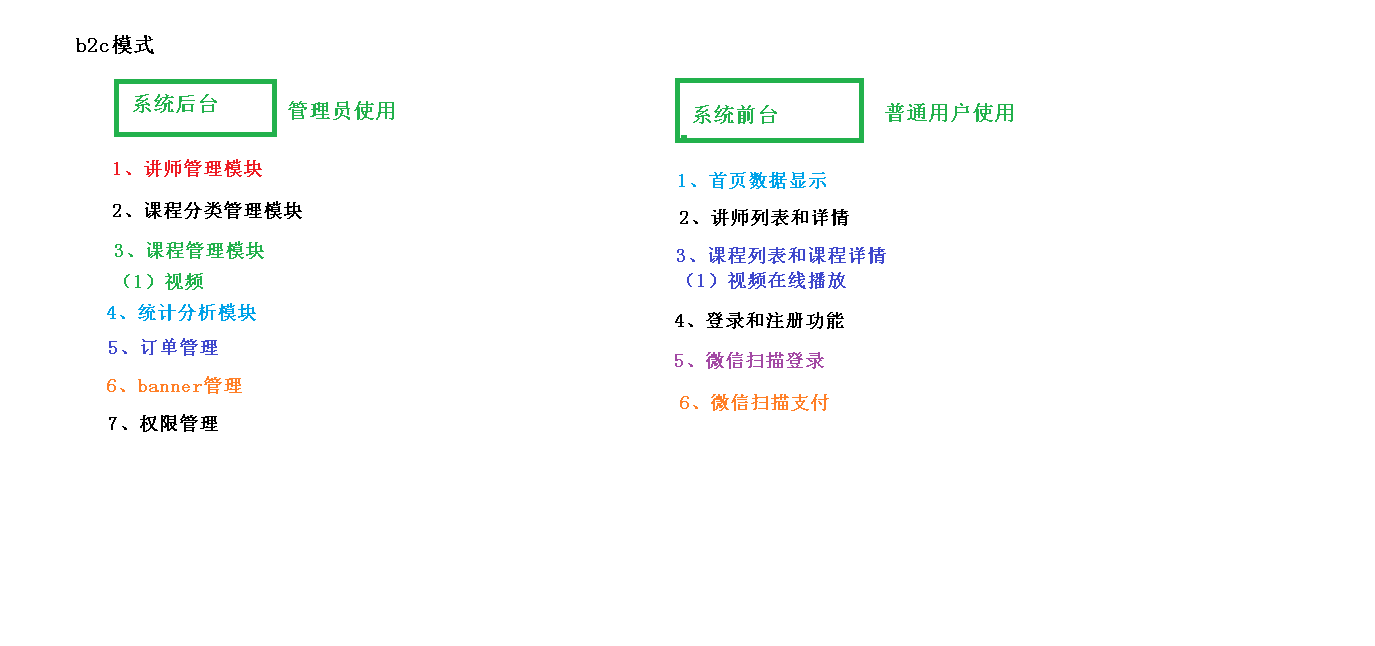 b2c模式
系统后台
管理员使用
1、讲师管理模块
2、课程分类管理模块
3、课程管理模块
（1）视频
4、统计分析模块
5、订单管理
6、banner管理
7、权限管理
系统前台
普通用户使用
1、首页数据显示
2、讲师列表和详情
3、课程列表和课程详情
（1）视频在线播放
4、登录和注册功能
5、微信扫描登录
6、微信扫描支付